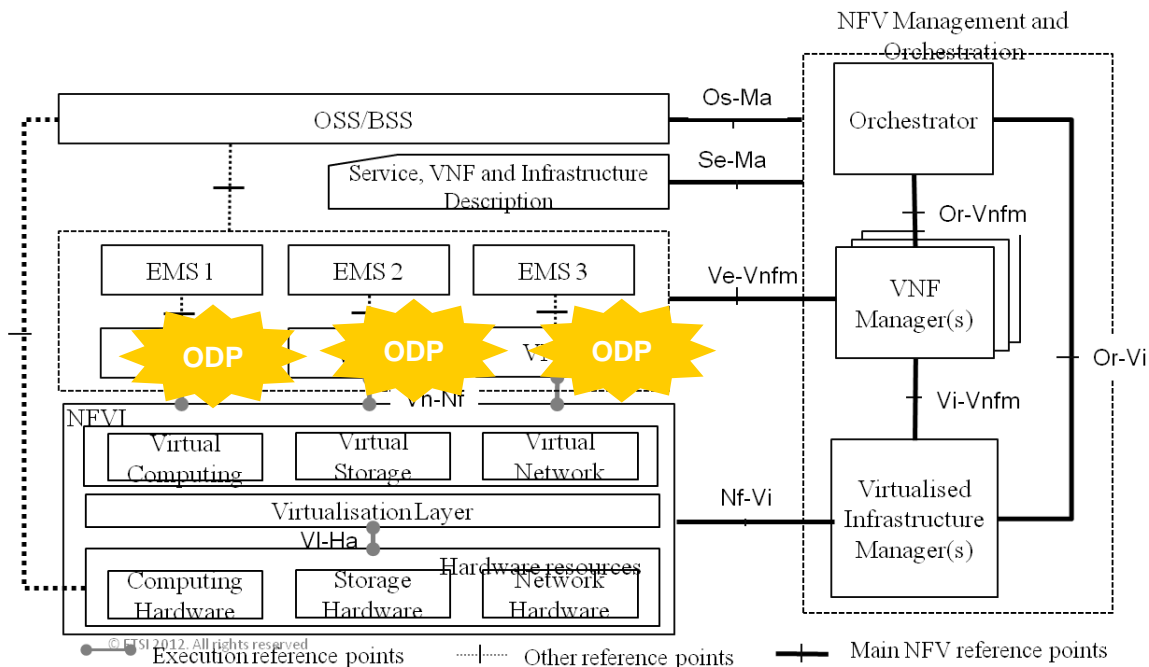 NFV Management and
Orchestration
Os-Ma
OSS/BSS
Orchestrator
Se-Ma
Service, VNF and Infrastructure
Description
Or-Vnfm
EMS 1
EMS 2
EMS 3
Ve-Vnfm
VNF
Manager(s)
ODP
ODP
ODP
Or-Vi
Vn-Nf
Vi-Vnfm
NFVI
Virtual
Computing
Virtual
Storage
Virtual
Network
Nf-Vi
Virtualised
Infrastructure
Manager(s)
Virtualisation Layer
VI-Ha
Hardware resources
Computing
Hardware
Storage
Hardware
Network
Hardware
© ETSI 2012. All rights reserved
Execution reference points
Other reference points
Main NFV reference points